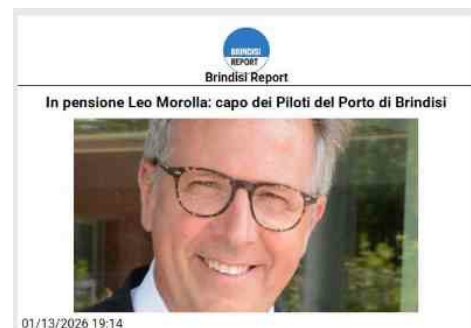 BRINDISI
REPORT
Brindisi Report
In pensione Leo Morolla: capo dei Piloti del Porto di Brindisi
01/13/2026 19:14